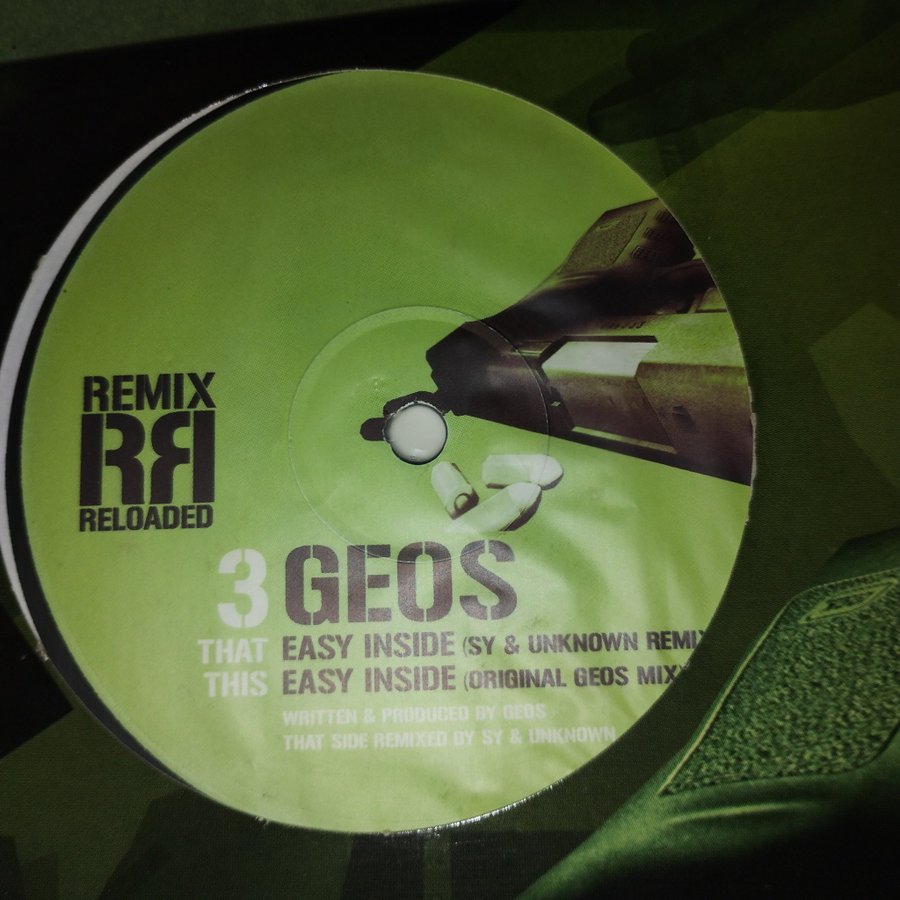 REMIX
RR
RELOADED
3 GEOS
THAT EASY INSIDE (SY & UNKNOWN REMI
THIS EASY INSIDE (ORIGINAL GEOS MIX)
WRITTEN & PRODUCED BY GEOS
THAT SIDE REMIXED BY SY & UNKNOWN